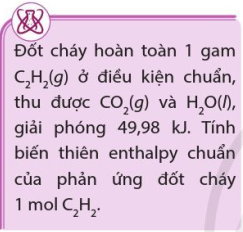 Đốt cháy hoàn toàn 1 gam
C₂H₂(g) ở điều kiện chuẩn,
thu được CO₂(g) và H₂O(l),
giải phóng 49,98 kJ. Tính
biến thiên enthalpy chuẩn
của phản ứng đốt cháy
1 mol C₂H₂.